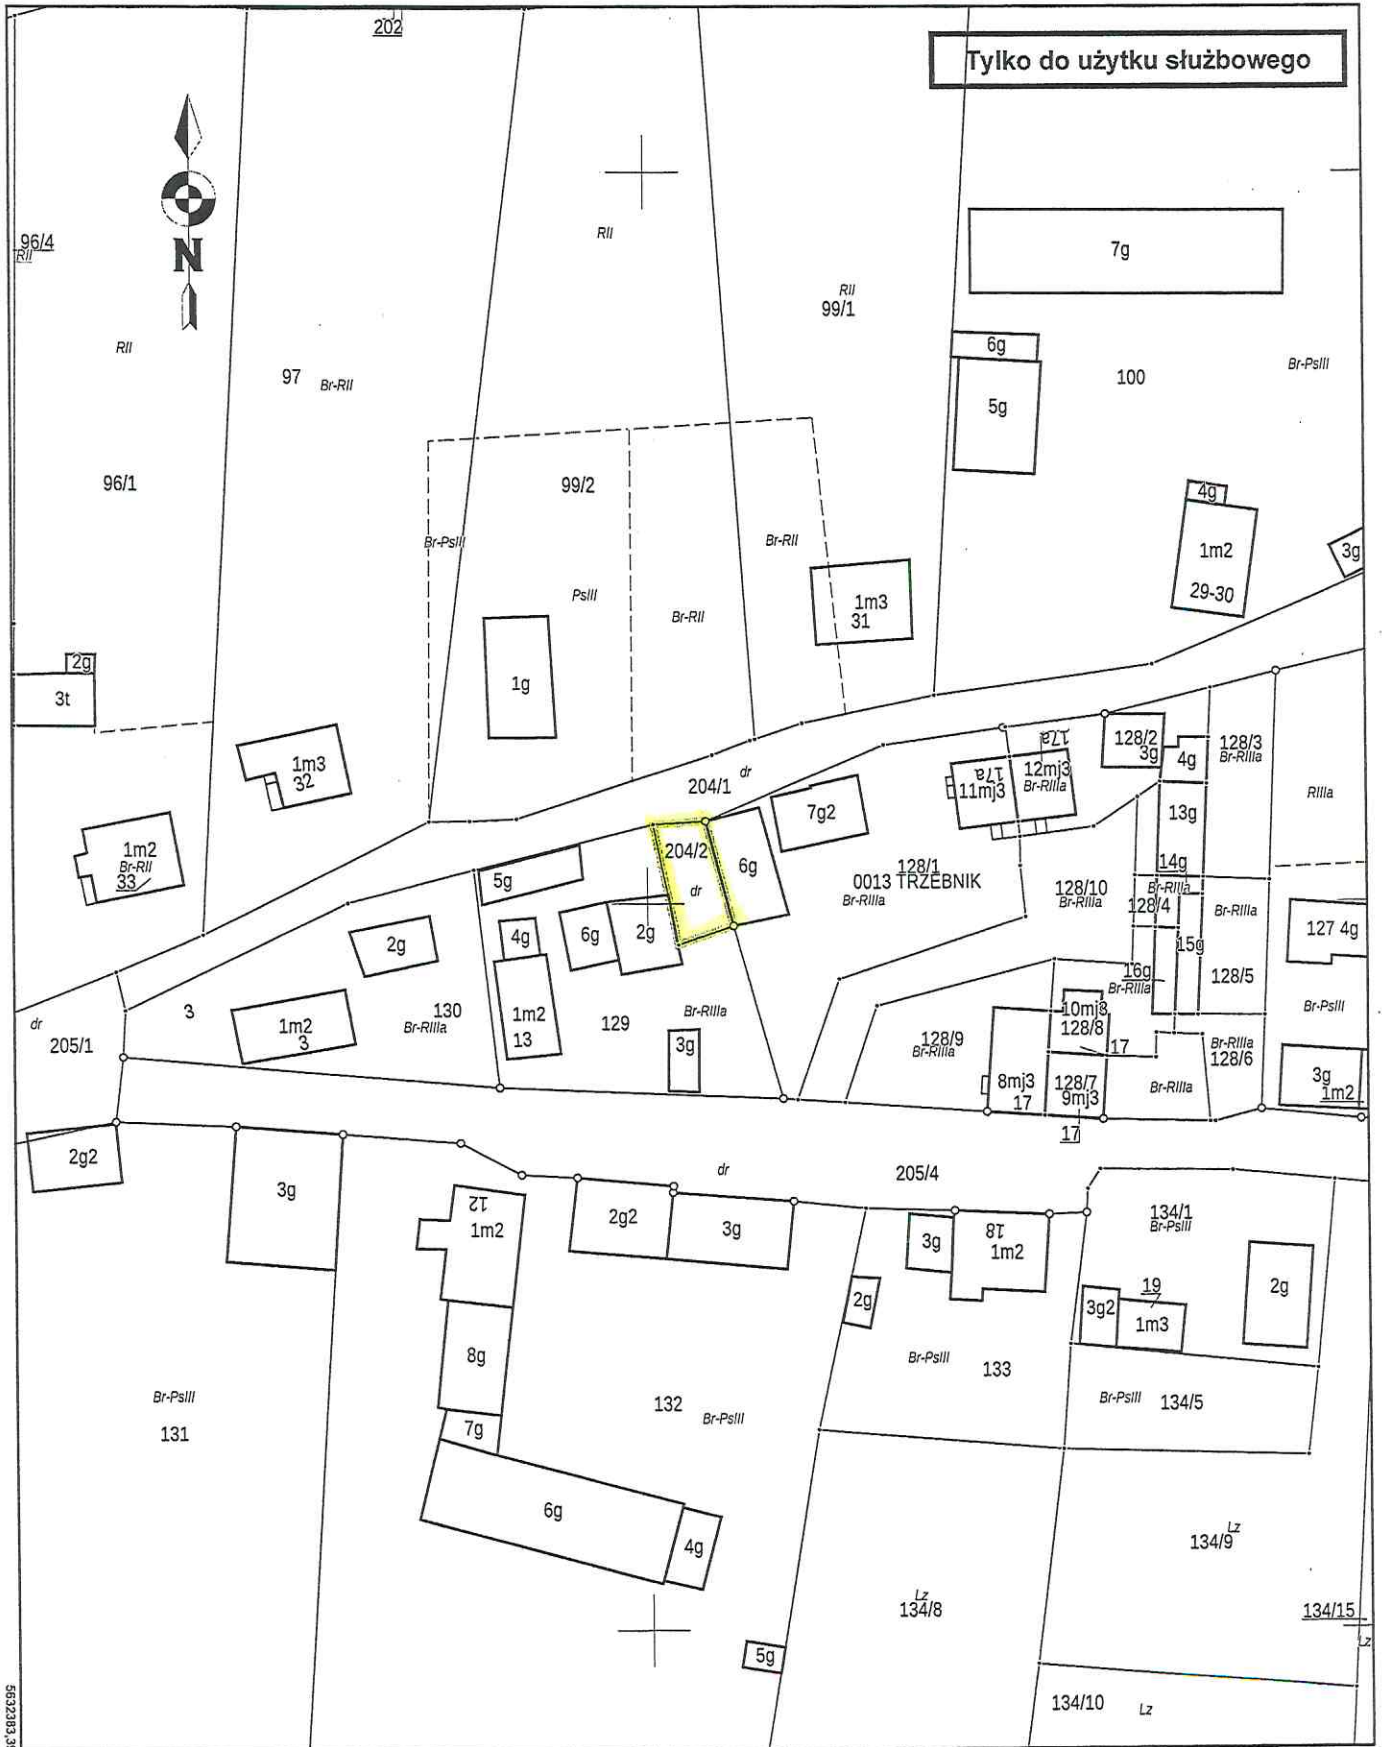 202
Tylko do użytku służbowego
N
96/4
RII
RII
7g
RII
99/1
RII
6g
97
Br-RII
5g
100
Br-PsIII
96/1
99/2
4g
Br-PsIII
Br-RII
1m2
3g
29-30
PsIII
Br-RII
1m3
31
2g
3t
1g
1m3
32
204/1
dr
17a
17a
12mj3
Br-RIIIa
11mj3
128/2
3g
4g
128/3
Br-RIIIa
RIIIa
13g
7g2
1m2
Br-RII
33
204/2
dr
6g
5g
128/1
0013 TRZEBNIK
Br-RIIIa
14g
128/10
Br-RIIIa
Br-RIIIa
128/4
Br-RIIIa
127
4g
2g
4g
6g
2g
15g
16g
Br-RIIIa
128/5
Br-PsIII
3
1m2
3
130
Br-RIIIa
1m2
13
129
Br-RIIIa
3g
10mj3
128/8
17
128/9
Br-RIIIa
Br-RIIIa
128/6
dr
205/1
8mj3
17
128/7
9mj3
17
Br-RIIIa
3g
1m2
2g2
3g
dr
205/4
12
1m2
2g2
3g
3g
18
1m2
134/1
Br-PsIII
2g
3g2
19
1m3
2g
8g
Br-PsIII
133
Br-PsIII
131
132
Br-PsIII
Br-PsIII
134/5
7g
6g
4g
Lz
134/9
Lz
134/8
134/15
Lz
5g
134/10
Lz